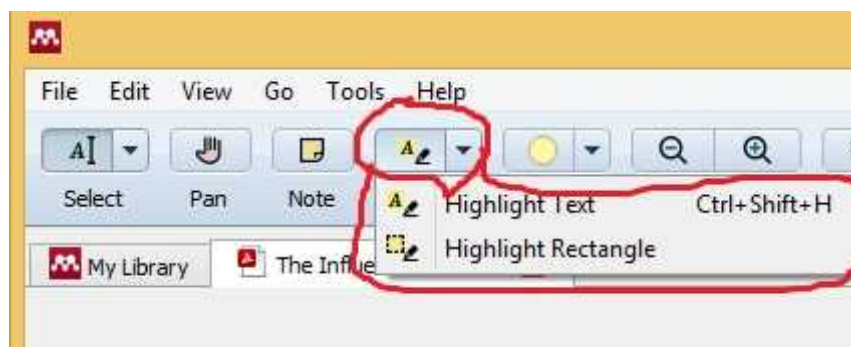 File Edit View Go Tools Help
Select Pan Note
Highlight Text Ctrl+Shift+H
Highlight Rectangle
My Library The Influe